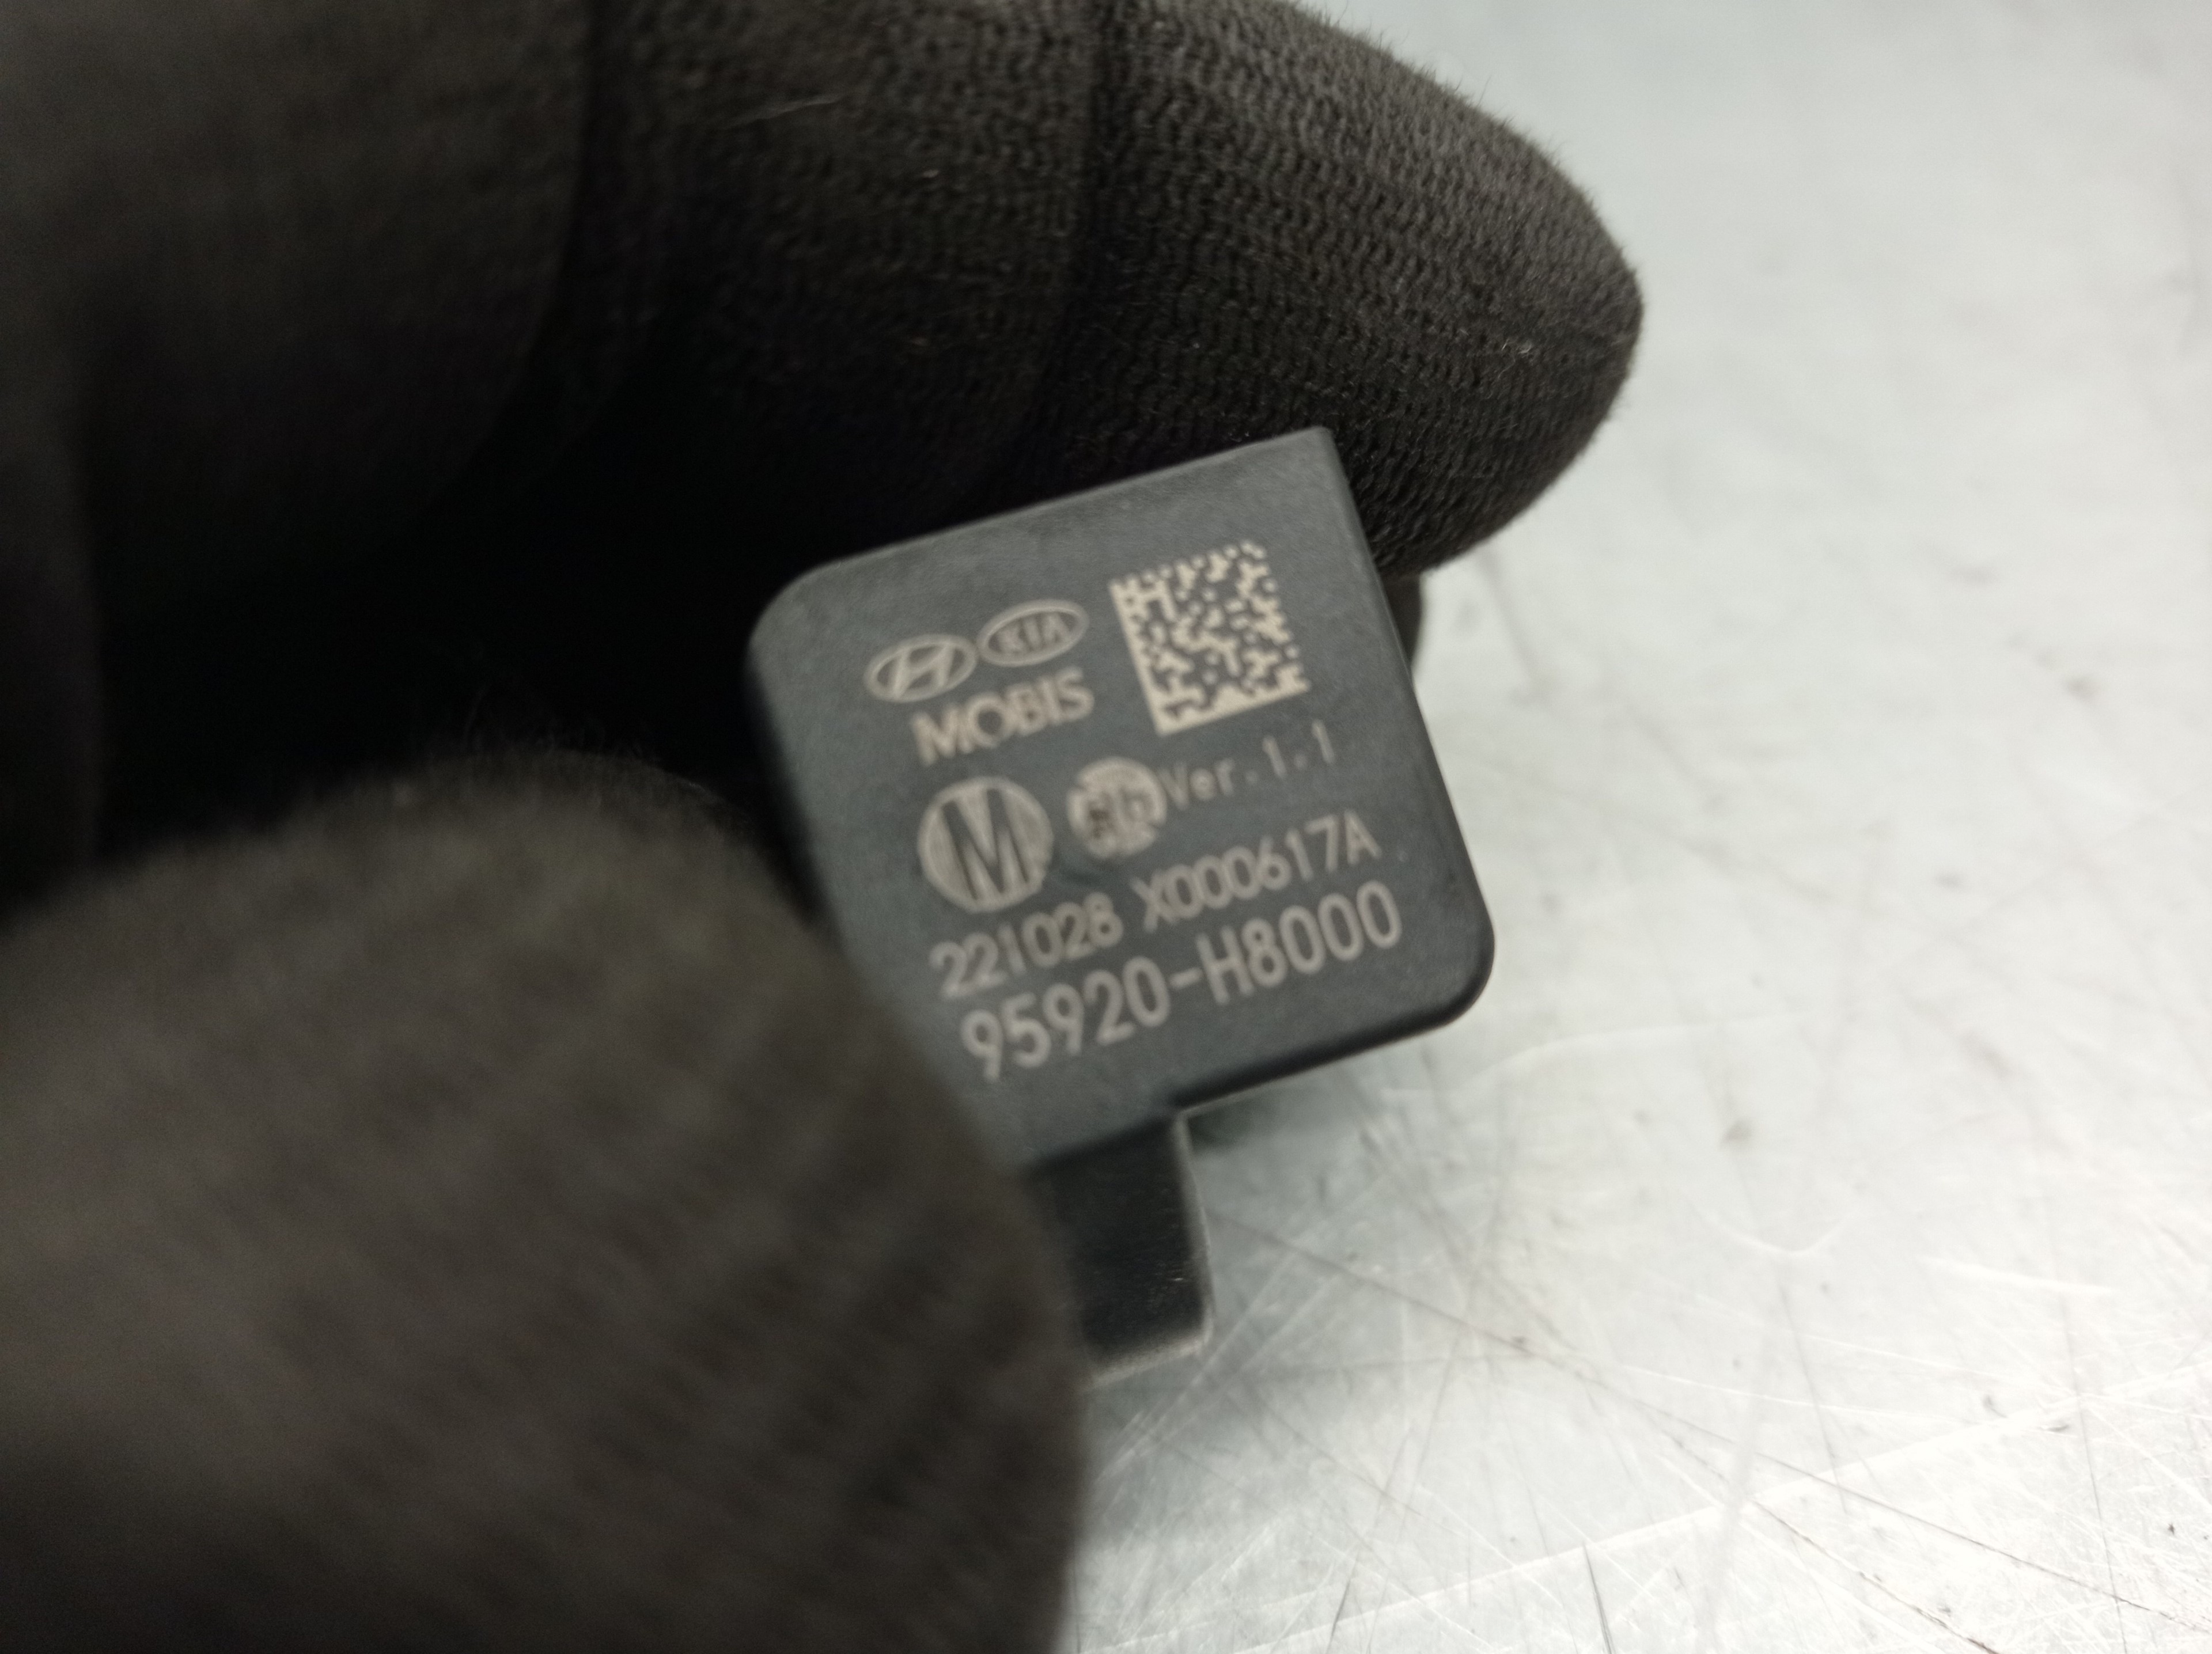 KIA
MOBIS
M Ver.1.1
221028 X000617A
95920-H8000